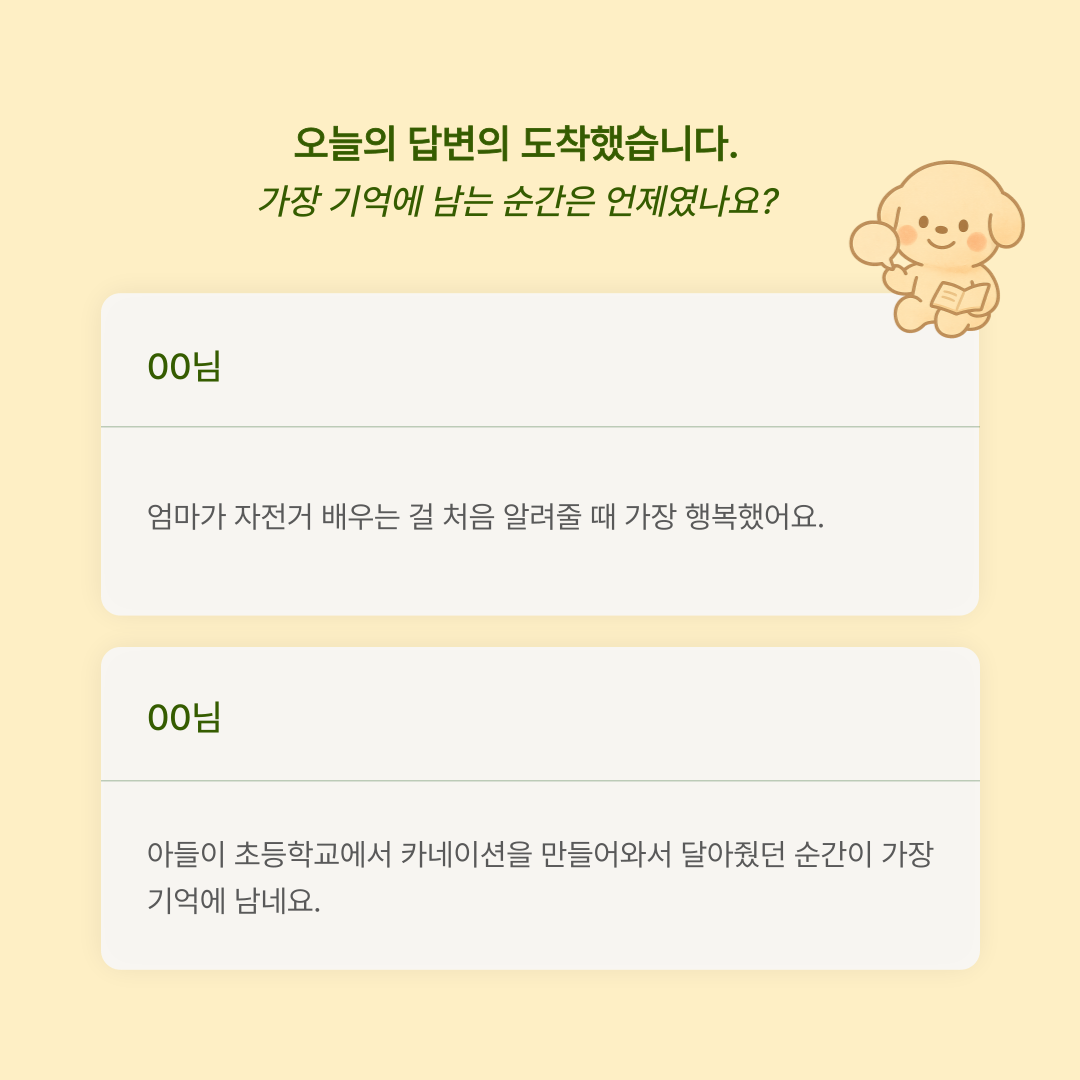 오늘의 답변의 도착했습니다.
가장 기억에 남는 순간은 언제였나요?
00님
엄마가 자전거 배우는 걸 처음 알려줄 때 가장 행복했어요.
00님
아들이 초등학교에서 카네이션을 만들어와서 달아줬던 순간이 가장
기억에 남네요.